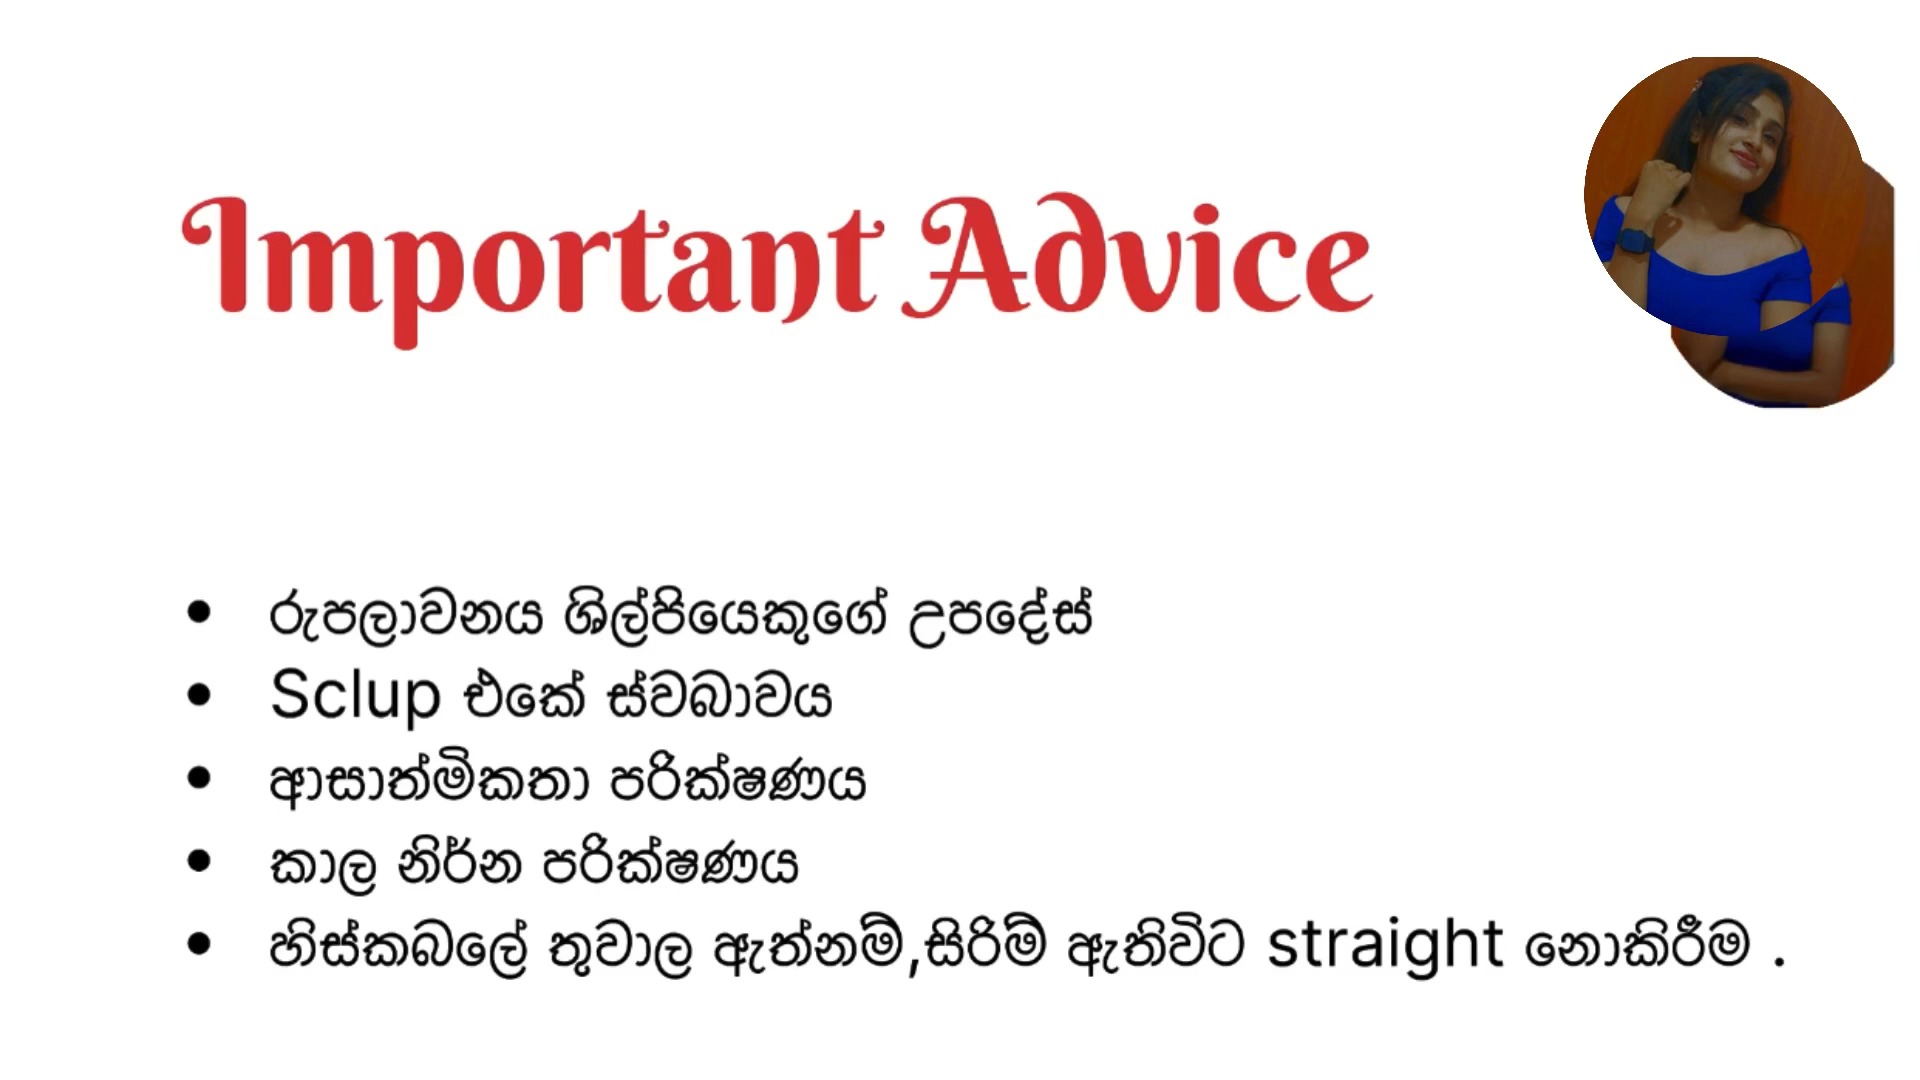 Important Advice
• රුපලාවනය ශිල්පියෙකුගේ උපදේස්
• Sclup එකේ ස්වබාවය
• ආසාත්මිකතා පරික්ෂණය
• කාල නිර්න පරික්ෂණය
• හිස්කබලේ තුවාල ඇත්නම්,සිරිම් ඇතිවිට straight නොකිරීම .